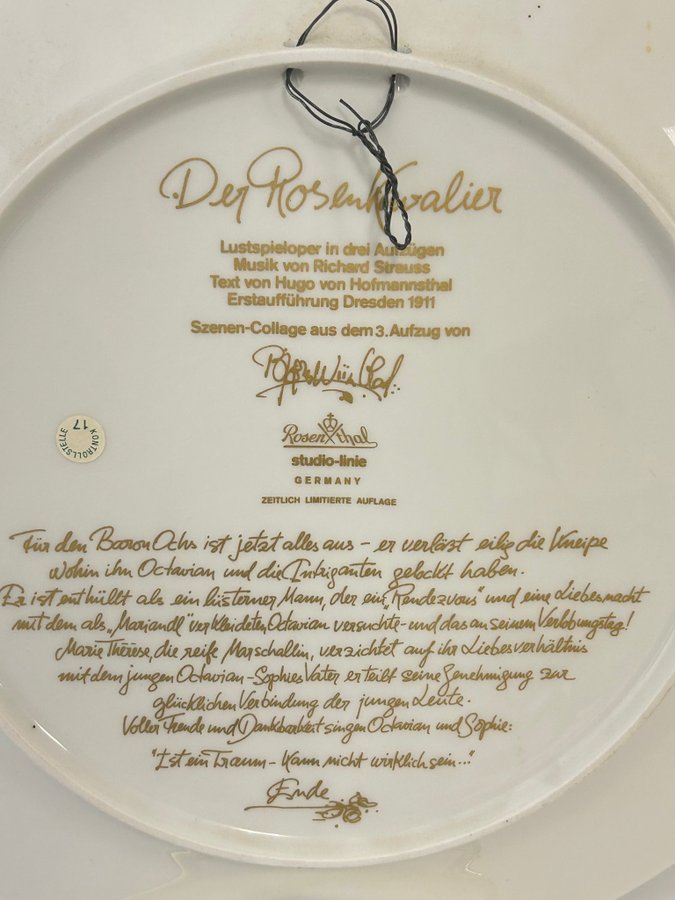 Der Rosenkavalier
Lustspieloper in drei Aufzügen
Musik von Richard Strauss
Text von Hugo von Hofmannsthal
Erstaufführung Dresden 1911
Szenen-Collage aus dem 3. Aufzug von
Björn Wiinblad
Rosenthal
studio-linie
GERMANY
ZEITLICH LIMITIERTE AUFLAGE
KONTROLLSTELLE
17
Für den Baron Ochs ist jetzt alles aus - er verläszt eilig die Kneipe
wohin ihn Octavian und die Intriganten gelockt haben.
Er ist enthüllt als ein lüsterner Mann, der ein „Rendezvous" und eine Liebesnacht
mit dem als „Mariandl" verkleideten Octavian versuchte - und das an seinem Verlobungstag!
Marie Thérèse, die reife Marschallin, verzichtet auf ihr Liebesverhältnis
mit dem jungen Octavian - Sophies Vater erteilt seine Genehmigung zur
glücklichen Verbindung der jungen Leute.
Voller Freude und Dankbarkeit singen Octavian und Sophie:
"Ist ein Traum - Kann nicht wirklich sein..."
Ende